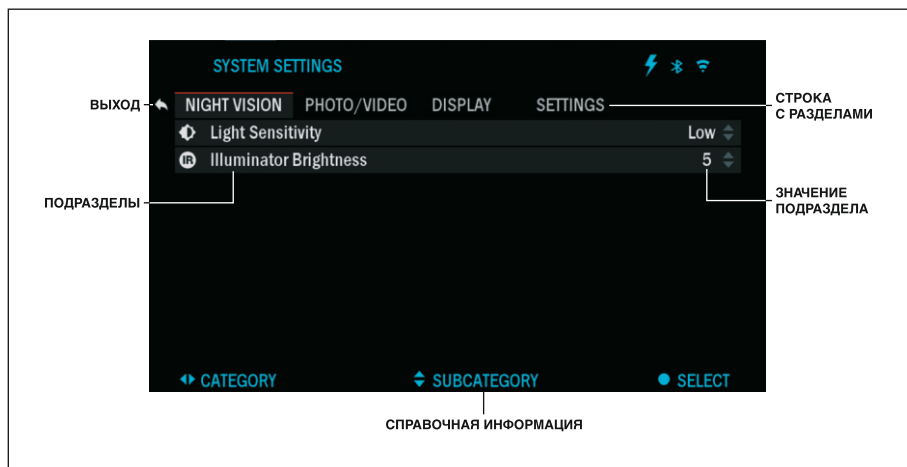 SYSTEM SETTINGS
ВЫХОД
NIGHT VISION PHOTO/VIDEO DISPLAY SETTINGS
СТРОКА
С РАЗДЕЛАМИ
Light Sensitivity Low
IR Illuminator Brightness 5
ПОДРАЗДЕЛЫ
ЗНАЧЕНИЕ
ПОДРАЗДЕЛА
CATEGORY SUBCATEGORY SELECT
СПРАВОЧНАЯ ИНФОРМАЦИЯ